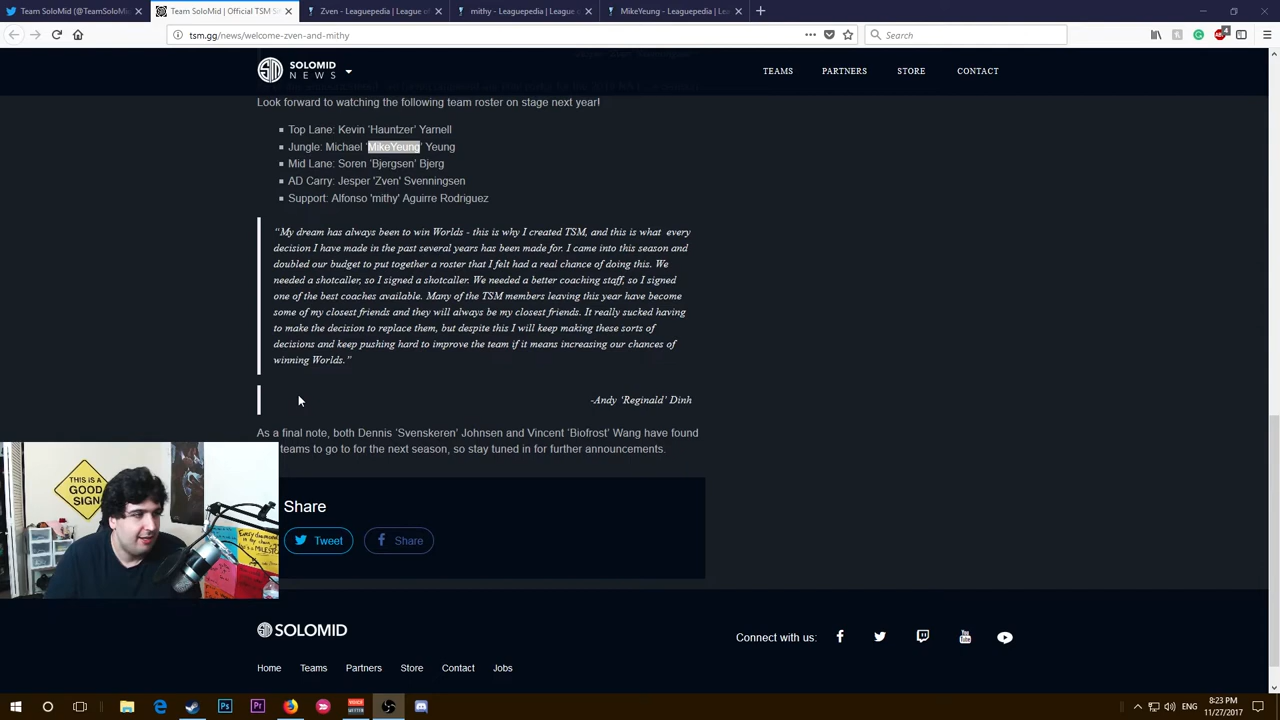 Team SoloMid (@TeamSoloMi
Team SoloMid | Official TSM Si
Zven - Leaguepedia | League of
mithy - Leaguepedia | League o
MikeYeung - Leaguepedia | Le
tsm.gg/news/welcome-zven-and-mithy
Search
4
SOLOMID
NEWS
TEAMS
PARTNERS
STORE
CONTACT
Look forward to watching the following team roster on stage next year!
Top Lane: Kevin 'Hauntzer' Yarnell
Jungle: Michael 'MikeYeung' Yeung
Mid Lane: Soren 'Bjergsen' Bjerg
AD Carry: Jesper 'Zven' Svenningsen
Support: Alfonso 'mithy' Aguirre Rodriguez
“My dream has always been to win Worlds - this is why I created TSM, and this is what every
decision I have made in the past several years has been made for. I came into this season and
doubled our budget to put together a roster that I felt had a real chance of doing this. We
needed a shotcaller, so I signed a shotcaller. We needed a better coaching staff, so I signed
one of the best coaches available. Many of the TSM members leaving this year have become
some of my closest friends and they will always be my closest friends. It really sucked having
to make the decision to replace them, but despite this I will keep making these sorts of
decisions and keep pushing hard to improve the team if it means increasing our chances of
winning Worlds.”
-Andy 'Reginald' Dinh
As a final note, both Dennis 'Svenskeren' Johnsen and Vincent 'Biofrost' Wang have found
teams to go to for the next season, so stay tuned in for further announcements.
THIS IS A
GOOD
SIGN
Share
Tweet
Share
SOLOMID
Connect with us:
Home
Teams
Partners
Store
Contact
Jobs
ENG
8:23 PM
11/27/2017